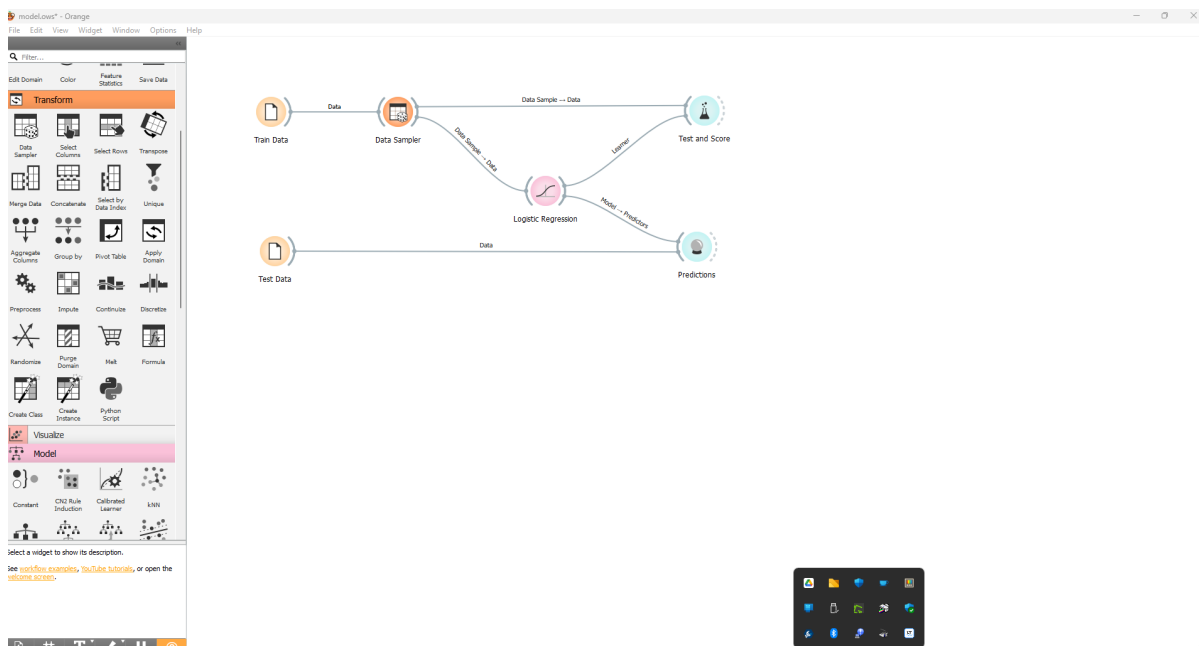 model.ows* - Orange
File Edit View Widget Window Options Help
Filter...
Edit Domain Color Feature Statistics Save Data
Transform
Data Sampler Select Columns Select Rows Transpose
Merge Data Concatenate Select by Data Index Unique
Aggregate Columns Group by Pivot Table Apply Domain
Preprocess Impute Continuize Discretize
Randomize Purge Domain Melt Formula
Create Class Create Instance Python Script
Visualize
Model
Constant CN2 Rule Induction Calibrated Learner kNN
Select a widget to show its description.
See workflow examples, YouTube tutorials, or open the
welcome screen.
Train Data
Data
Data Sampler
Data Sample → Data
Test and Score
Data Sample → Data
Learner
Logistic Regression
Model → Predictors
Test Data
Data
Predictions